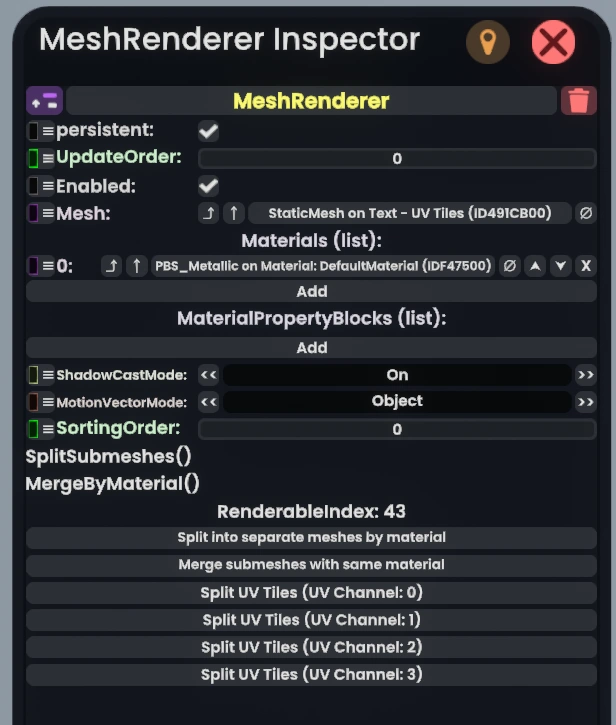 MeshRenderer Inspector
MeshRenderer
persistent:
UpdateOrder: 0
Enabled:
Mesh: StaticMesh on Text - UV Tiles (ID491CB00) Ø
Materials (list):
0: PBS_Metallic on Material: DefaultMaterial (IDF47500) Ø X
Add
MaterialPropertyBlocks (list):
Add
ShadowCastMode: << On >>
MotionVectorMode: << Object >>
SortingOrder: 0
SplitSubmeshes()
MergeByMaterial()
RenderableIndex: 43
Split into separate meshes by material
Merge submeshes with same material
Split UV Tiles (UV Channel: 0)
Split UV Tiles (UV Channel: 1)
Split UV Tiles (UV Channel: 2)
Split UV Tiles (UV Channel: 3)